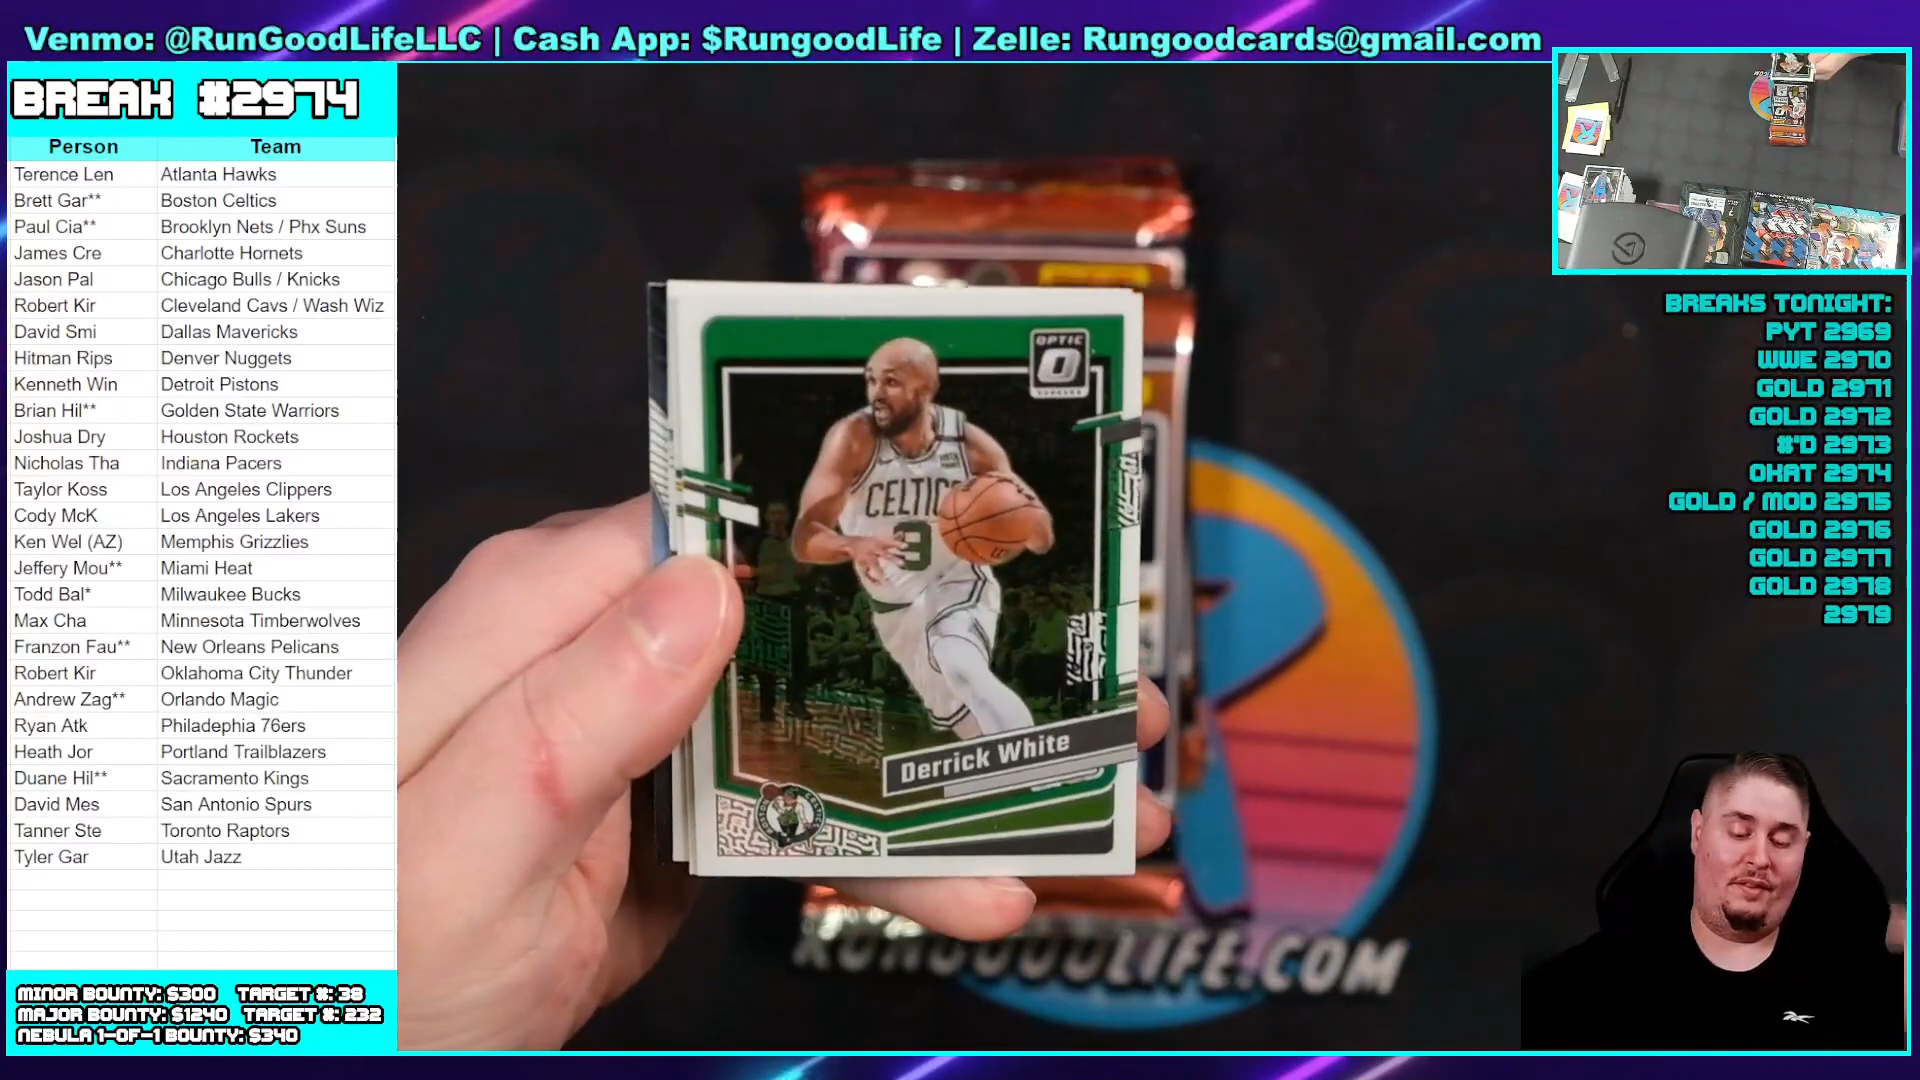 Venmo: @RunGoodLifeLLC | Cash App: $RungoodLife | Zelle: Rungoodcards@gmail.com
BREAK #2974
Person Team
Terence Len Atlanta Hawks
Brett Gar** Boston Celtics
Paul Cia** Brooklyn Nets / Phx Suns
James Cre Charlotte Hornets
Jason Pal Chicago Bulls / Knicks
Robert Kir Cleveland Cavs / Wash Wiz
David Smi Dallas Mavericks
Hitman Rips Denver Nuggets
Kenneth Win Detroit Pistons
Brian Hil** Golden State Warriors
Joshua Dry Houston Rockets
Nicholas Tha Indiana Pacers
Taylor Koss Los Angeles Clippers
Cody McK Los Angeles Lakers
Ken Wel (AZ) Memphis Grizzlies
Jeffery Mou** Miami Heat
Todd Bal* Milwaukee Bucks
Max Cha Minnesota Timberwolves
Franzon Fau** New Orleans Pelicans
Robert Kir Oklahoma City Thunder
Andrew Zag** Orlando Magic
Ryan Atk Philadephia 76ers
Heath Jor Portland Trailblazers
Duane Hil** Sacramento Kings
David Mes San Antonio Spurs
Tanner Ste Toronto Raptors
Tyler Gar Utah Jazz
MINOR BOUNTY: $300 TARGET #: 38
MAJOR BOUNTY: $1240 TARGET #: 232
NEBULA 1-OF-1 BOUNTY: $340
OPTIC
CELTIC
9
Derrick White
RUNGOODLIFE.COM
BREAKS TONIGHT:
PYT 2969
WWE 2970
GOLD 2971
GOLD 2972
#'D 2973
OKAT 2974
GOLD / MOD 2975
GOLD 2976
GOLD 2977
GOLD 2978
2979